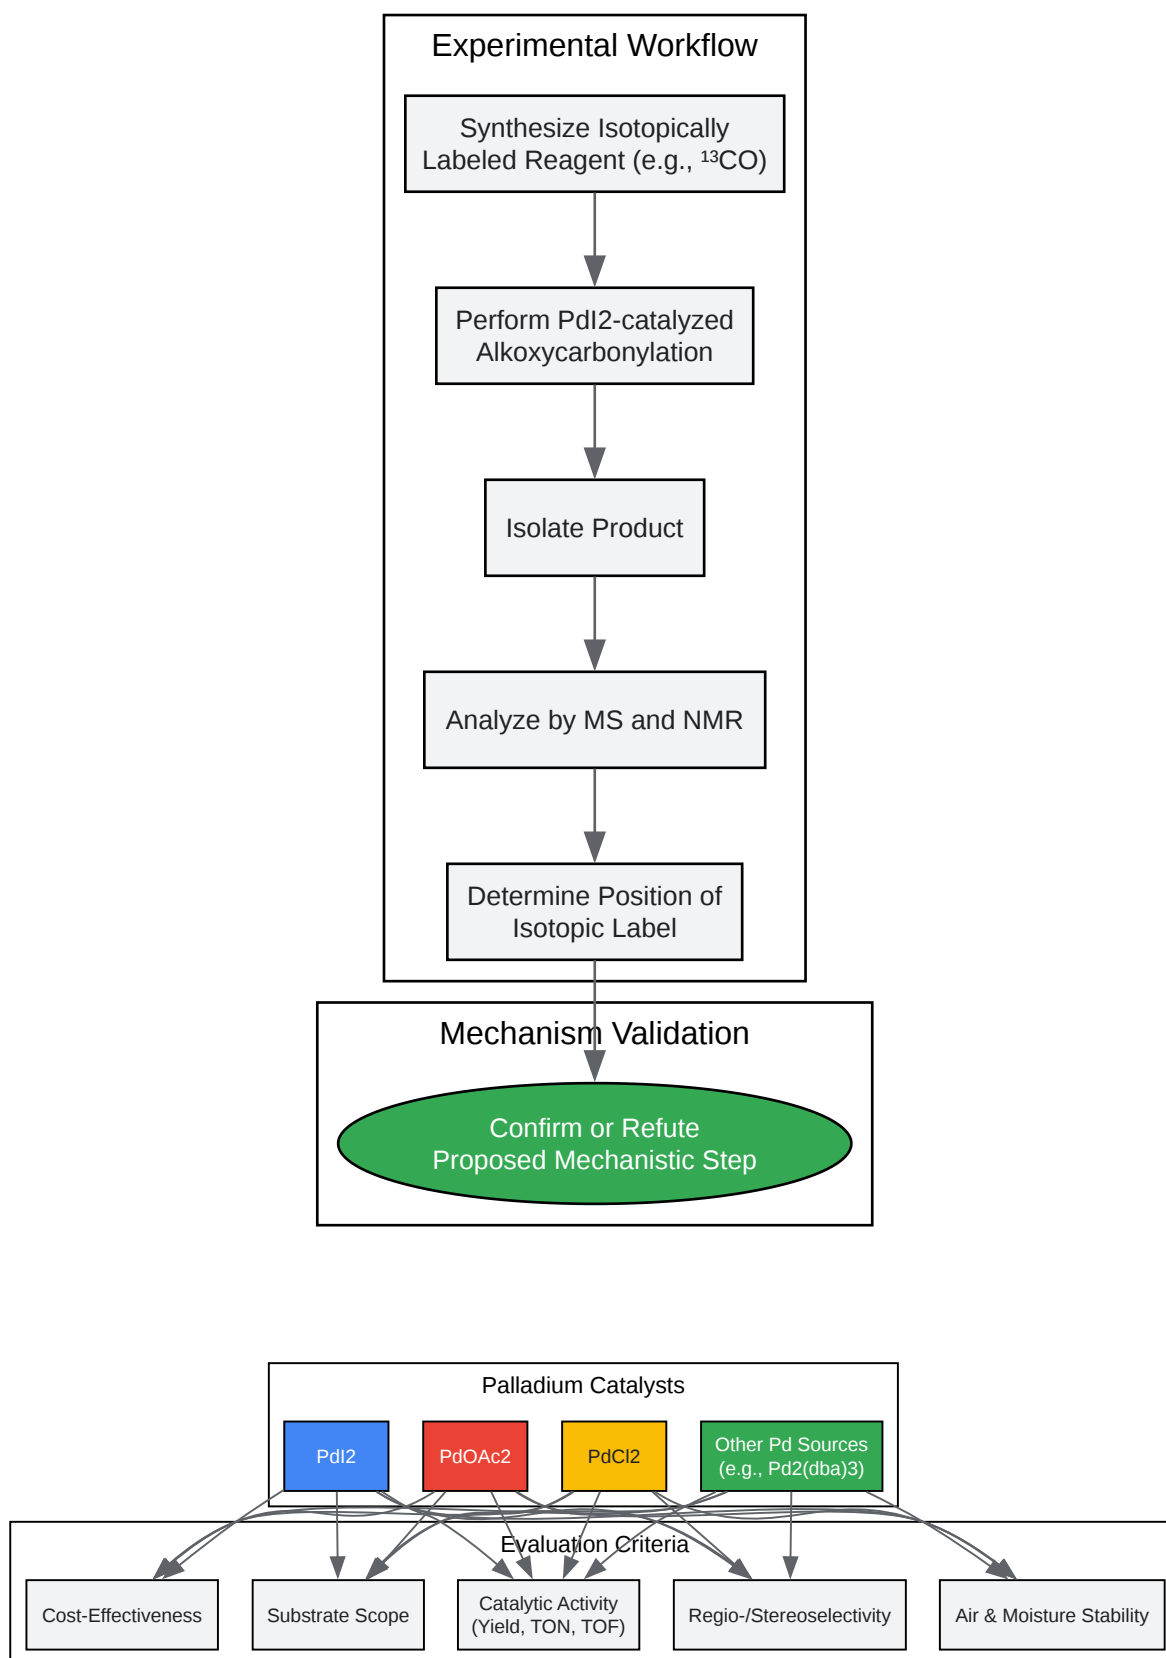 Experimental Workflow
Synthesize Isotopically
Labeled Reagent (e.g., ¹³CO)
Perform PdI2-catalyzed
Alkoxycarbonylation
Isolate Product
Analyze by MS and NMR
Determine Position of
Isotopic Label
Mechanism Validation
Confirm or Refute
Proposed Mechanistic Step
Palladium Catalysts
PdI2
PdOAc2
PdCl2
Other Pd Sources
(e.g., Pd2(dba)3)
Evaluation Criteria
Cost-Effectiveness
Substrate Scope
Catalytic Activity
(Yield, TON, TOF)
Regio-/Stereoselectivity
Air & Moisture Stability